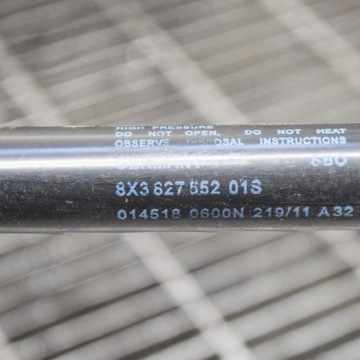 HIGH PRESSURE
DO NOT OPEN, DO NOT HEAT
OBSERVE DISPOSAL INSTRUCTIONS
GERMANY
8X3 827 552 01S
014518 0600N 219/11 A32